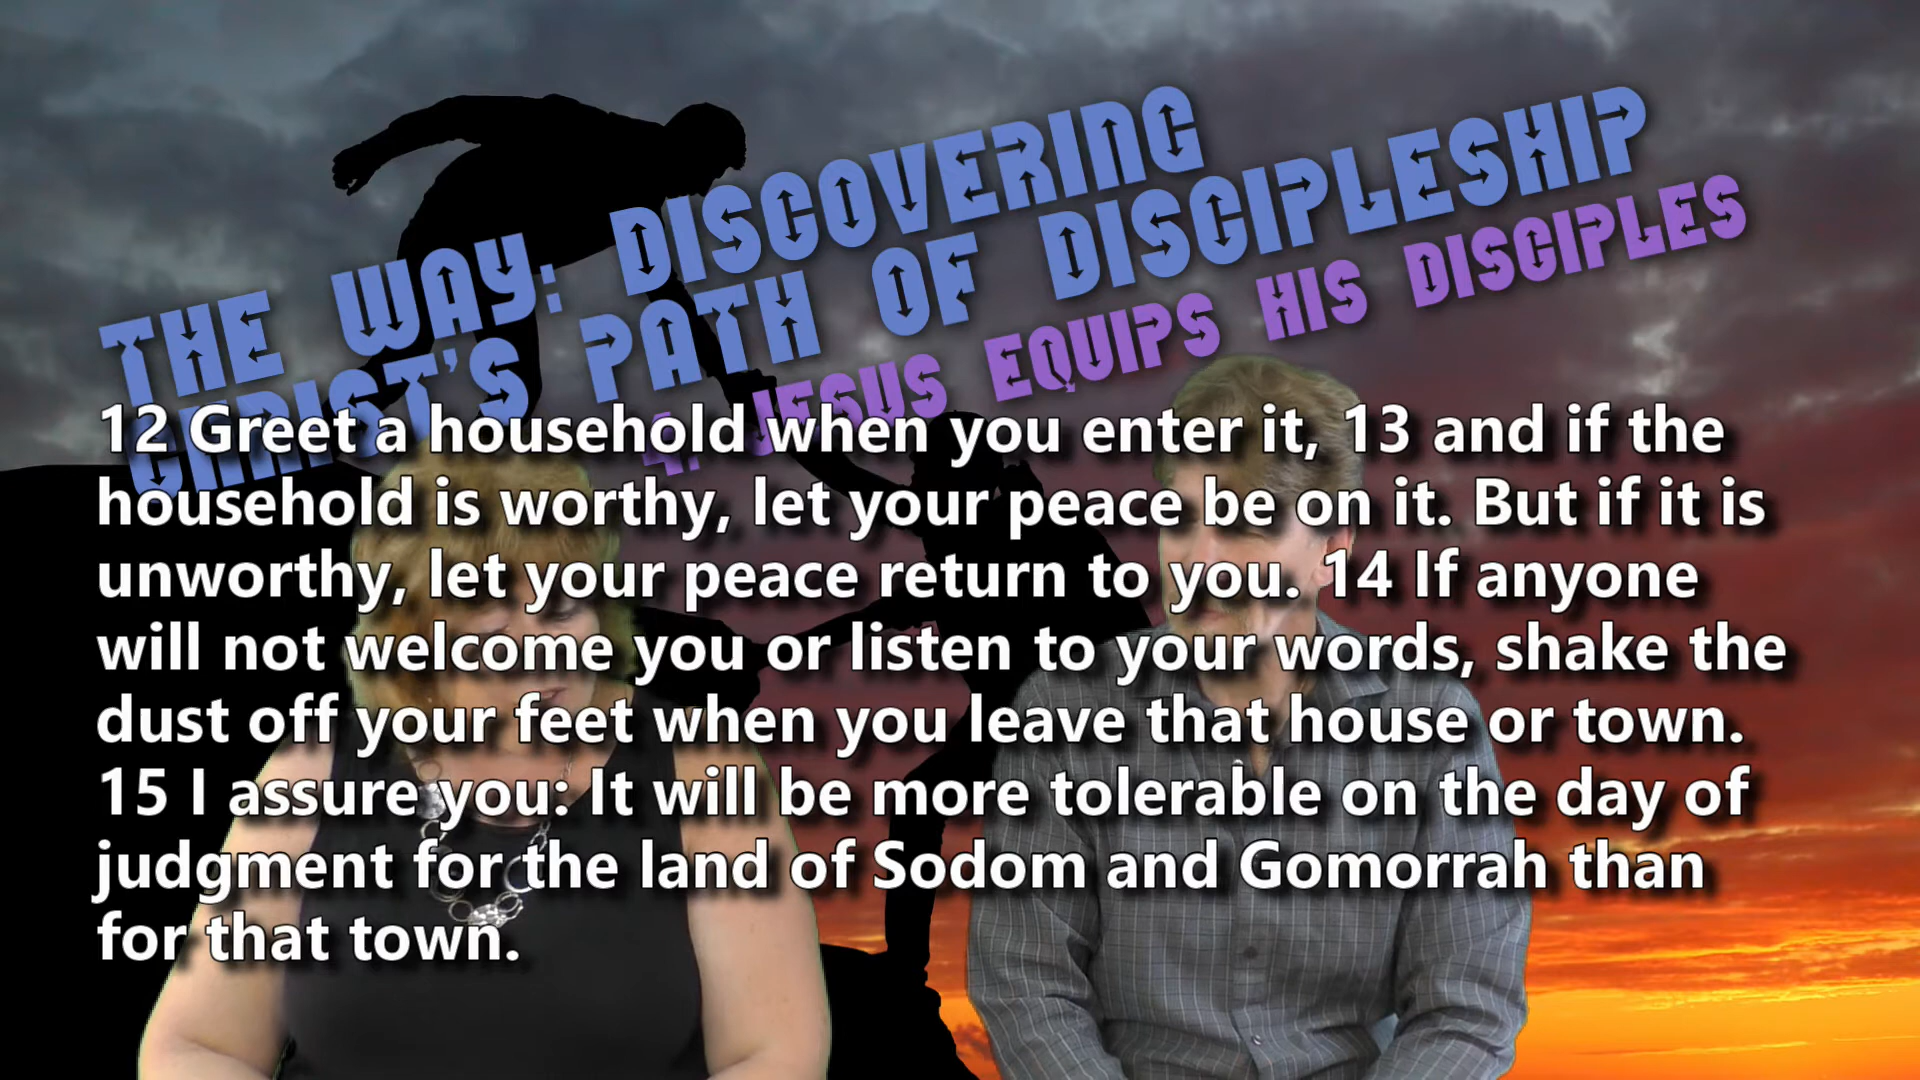 THE WAY: DISCOVERING
CHRIST'S PATH OF DISCIPLESHIP
4. JESUS EQUIPS HIS DISCIPLES
12 Greet a household when you enter it, 13 and if the
household is worthy, let your peace be on it. But if it is
unworthy, let your peace return to you. 14 If anyone
will not welcome you or listen to your words, shake the
dust off your feet when you leave that house or town.
15 I assure you: It will be more tolerable on the day of
judgment for the land of Sodom and Gomorrah than
for that town.